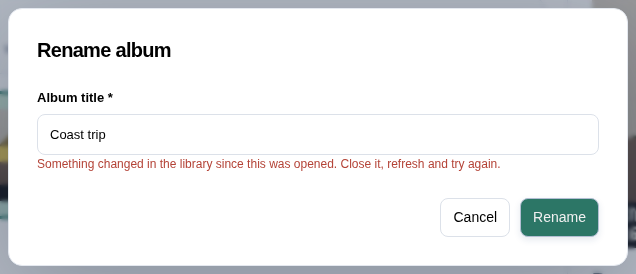 Rename album
Album title *
Coast trip
Something changed in the library since this was opened. Close it, refresh and try again.
Cancel
Rename